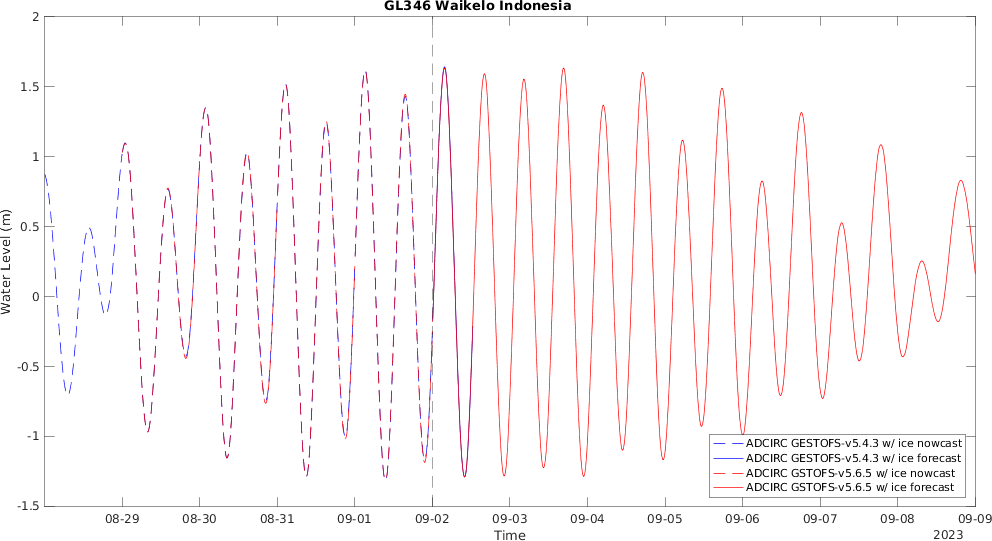 GL346 Waikelo Indonesia
2
1.5
1
0.5
0
-0.5
-1
-1.5
Water Level (m)
ADCIRC GESTOFS-v5.4.3 w/ ice nowcast
ADCIRC GESTOFS-v5.4.3 w/ ice forecast
ADCIRC GSTOFS-v5.6.5 w/ ice nowcast
ADCIRC GSTOFS-v5.6.5 w/ ice forecast
08-29 08-30 08-31 09-01 09-02 09-03 09-04 09-05 09-06 09-07 09-08 09-09
Time
2023